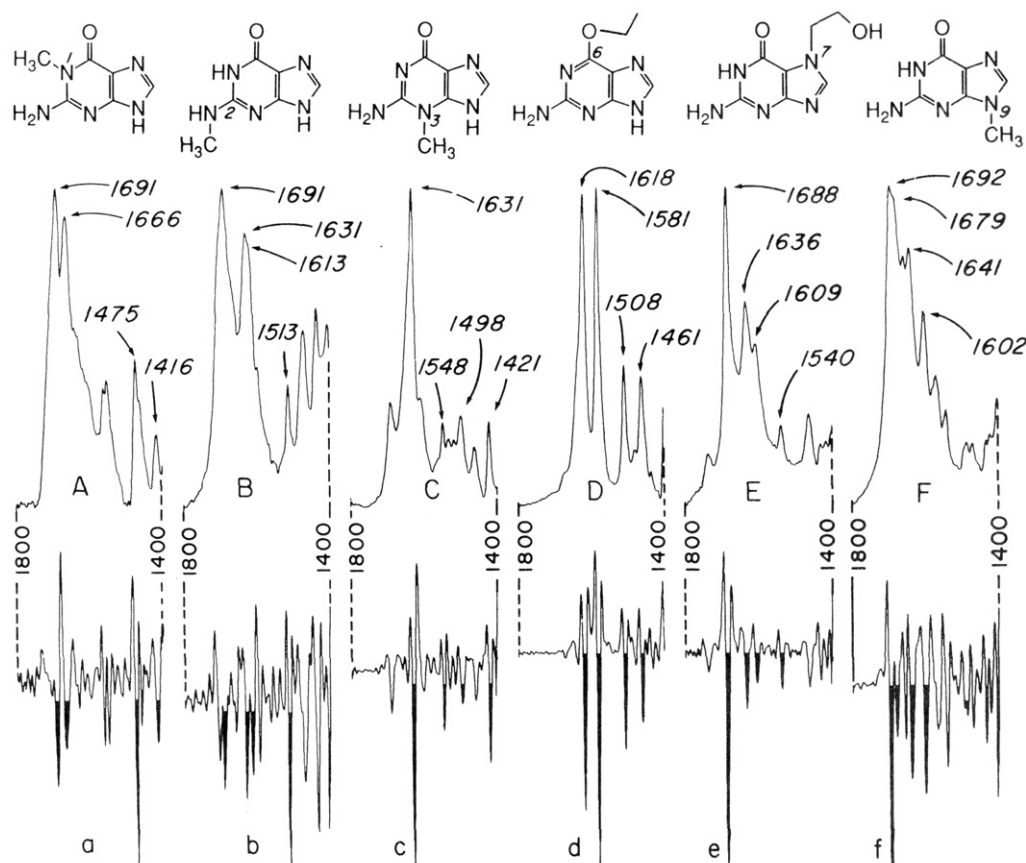 O O O O O OH
H₃C N N HN N N N N N 6 N HN N 7 HN N
H₂N N N H HN 2 N N H H₂N N 3 N H H₂N N N H H₂N N N H₂N N N 9
H₃C CH₃ CH₃
1691 1691 1631 1618 1688 1692
1666 1631 1581 1636 1679
1613 1641
1475 1513 1498 1508 1609 1602
1416 1548 1421 1461 1540
A B C D E F
1800 1400 1800 1400 1800 1400 1800 1400 1800 1400 1800 1400
a b c d e f